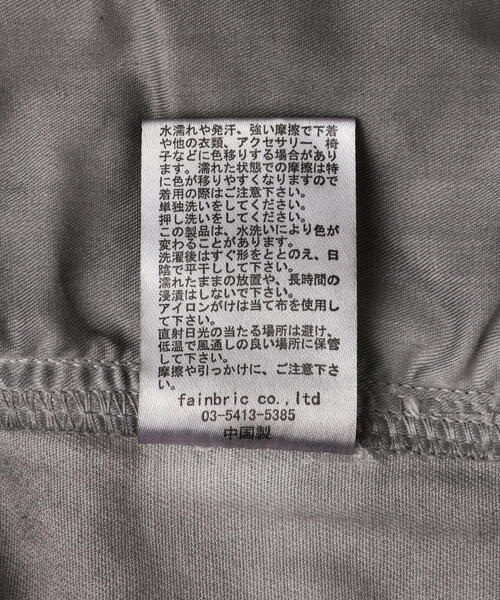 水濡れや発汗、強い摩擦で下着
や他の衣類、アクセサリー、椅
子などに色移りする場合があり
ます。濡れた状態での摩擦は特
に色が移りやすくなりますので
着用の際はご注意下さい。
単独洗いをしてください。
押し洗いをしてください。
この製品は、水洗いにより色が
変わることがあります。
洗濯後はすぐ形をととのえ、日
陰で平干しして下さい。
濡れたままの放置や、長時間の
浸漬はしないで下さい。
アイロンがけは当て布を使用し
て下さい。
直射日光の当たる場所は避け、
低温で風通しの良い場所に保管
して下さい。
摩擦や引っかけに、ご注意下さ
い。
fainbric co.,ltd
03-5413-5385
中国製